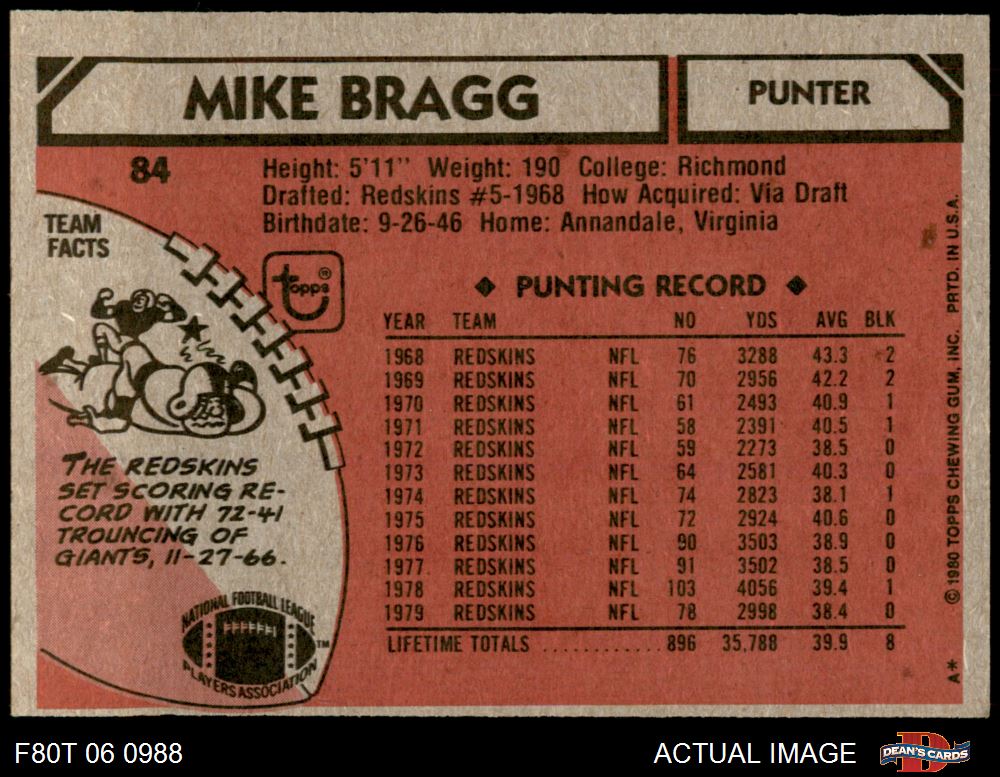 MIKE BRAGG
PUNTER
84
Height: 5'11" Weight: 190 College: Richmond
Drafted: Redskins #5-1968 How Acquired: Via Draft
Birthdate: 9-26-46 Home: Annandale, Virginia
TEAM
FACTS
topps®
THE REDSKINS
SET SCORING RE-
CORD WITH 72-41
TROUNCING OF
GIANTS, 11-27-66.
NATIONAL FOOTBALL LEAGUE
PLAYERS ASSOCIATION
TM
◆ PUNTING RECORD ◆
YEAR TEAM NO YDS AVG BLK
1968 REDSKINS NFL 76 3288 43.3 2
1969 REDSKINS NFL 70 2956 42.2 2
1970 REDSKINS NFL 61 2493 40.9 1
1971 REDSKINS NFL 58 2391 40.5 1
1972 REDSKINS NFL 59 2273 38.5 0
1973 REDSKINS NFL 64 2581 40.3 0
1974 REDSKINS NFL 74 2823 38.1 1
1975 REDSKINS NFL 72 2924 40.6 0
1976 REDSKINS NFL 90 3503 38.9 0
1977 REDSKINS NFL 91 3502 38.5 0
1978 REDSKINS NFL 103 4056 39.4 1
1979 REDSKINS NFL 78 2998 38.4 0
LIFETIME TOTALS ............ 896 35,788 39.9 8
A* © 1980 TOPPS CHEWING GUM, INC. PRTD. IN U.S.A.
F80T 06 0988
ACTUAL IMAGE
D
DEAN'S CARDS